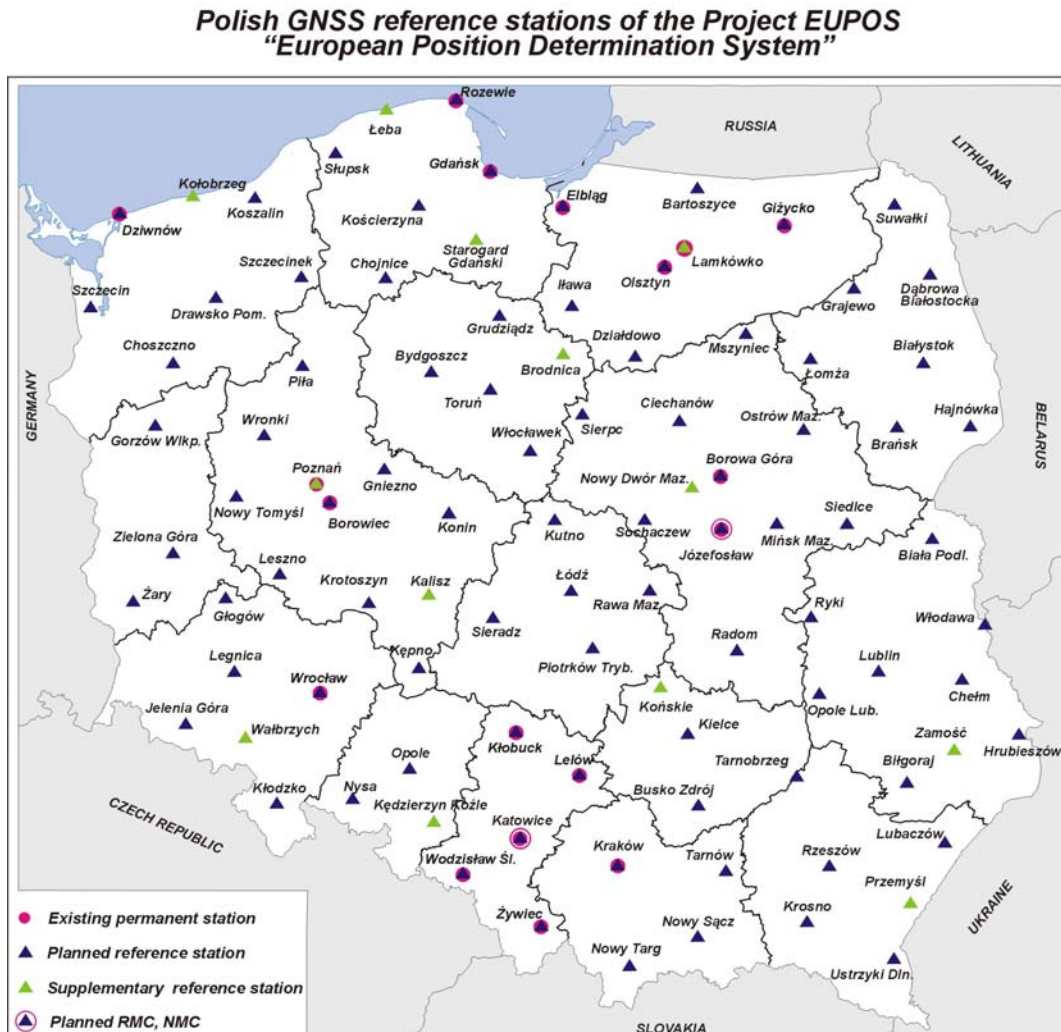 Polish GNSS reference stations of the Project EUPOS
“European Position Determination System”
Rozewie
Łeba
RUSSIA
LITHUANIA
Słupsk
Gdańsk
Kołobrzeg
Koszalin
Dziwnów
Kościerzyna
Elbląg
Bartoszyce
Giżycko
Suwałki
Starogard
Gdański
Lamkówko
Szczecinek
Chojnice
Olsztyn
Iława
Dąbrowa
Białostocka
Szczecin
Drawsko Pom.
Grajewo
Grudziądz
Działdowo
Mszyniec
Choszczno
Bydgoszcz
Brodnica
Białystok
Piła
Łomża
Toruń
GERMANY
BELARUS
Wronki
Ciechanów
Ostrów Maz.
Hajnówka
Gorzów Wlkp.
Włocławek
Sierpc
Brańsk
Poznań
Gniezno
Borowa Góra
Nowy Dwór Maz.
Nowy Tomyśl
Borowiec
Konin
Siedlce
Zielona Góra
Kutno
Sochaczew
Józefosław
Mińsk Maz.
Biała Podl.
Leszno
Krotoszyn
Kalisz
Łódź
Rawa Maz.
Żary
Głogów
Sieradz
Ryki
Włodawa
Legnica
Kępno
Piotrków Tryb.
Radom
Lublin
Wrocław
Chełm
Jelenia Góra
Wałbrzych
Końskie
Opole Lub.
Kłobuck
Kielce
Zamość
Hrubieszów
Opole
Lelów
Tarnobrzeg
Biłgoraj
Kłodzko
Nysa
Kędzierzyn Koźle
Busko Zdrój
CZECH REPUBLIC
Katowice
Lubaczów
Wodzisław Śl.
Kraków
Tarnów
Rzeszów
Przemyśl
UKRAINE
Żywiec
Nowy Sącz
Krosno
Nowy Targ
Ustrzyki Dln.
SLOVAKIA
Existing permanent station
Planned reference station
Supplementary reference station
Planned RMC, NMC